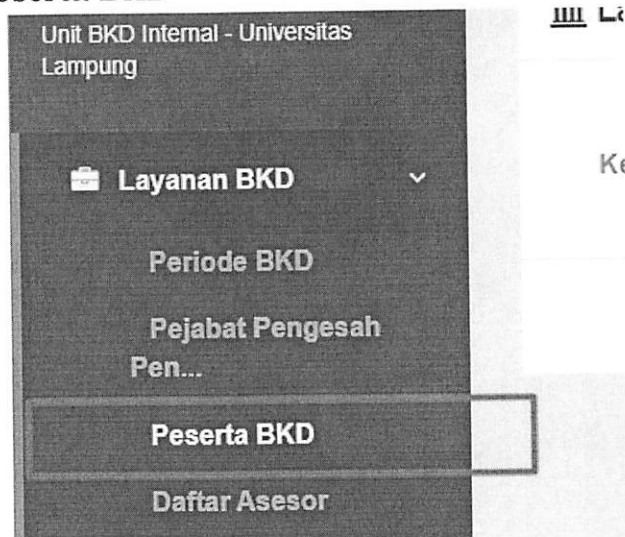 Unit BKD Internal - Universitas
Lampung
Layanan BKD
Periode BKD
Pejabat Pengesah
Pen...
Peserta BKD
Daftar Asesor